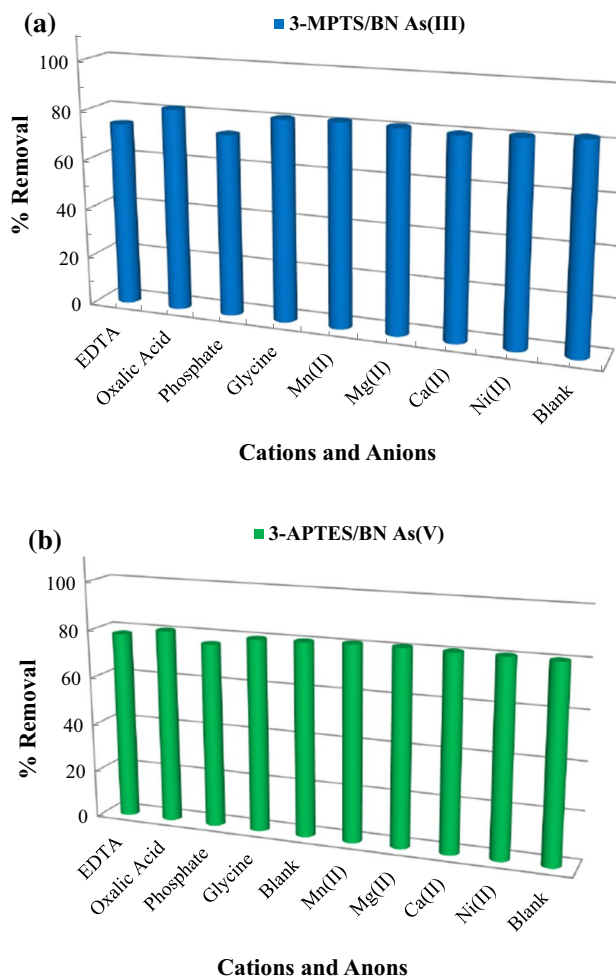 (a)
3-MPTS/BN As(III)
100
80
60
40
20
0
% Removal
EDTA
Oxalic Acid
Phosphate
Glycine
Mn(II)
Mg(II)
Ca(II)
Ni(II)
Blank
Cations and Anions
(b)
3-APTES/BN As(V)
100
80
60
40
20
0
% Removal
EDTA
Oxalic Acid
Phosphate
Glycine
Blank
Mn(II)
Mg(II)
Ca(II)
Ni(II)
Blank
Cations and Anons